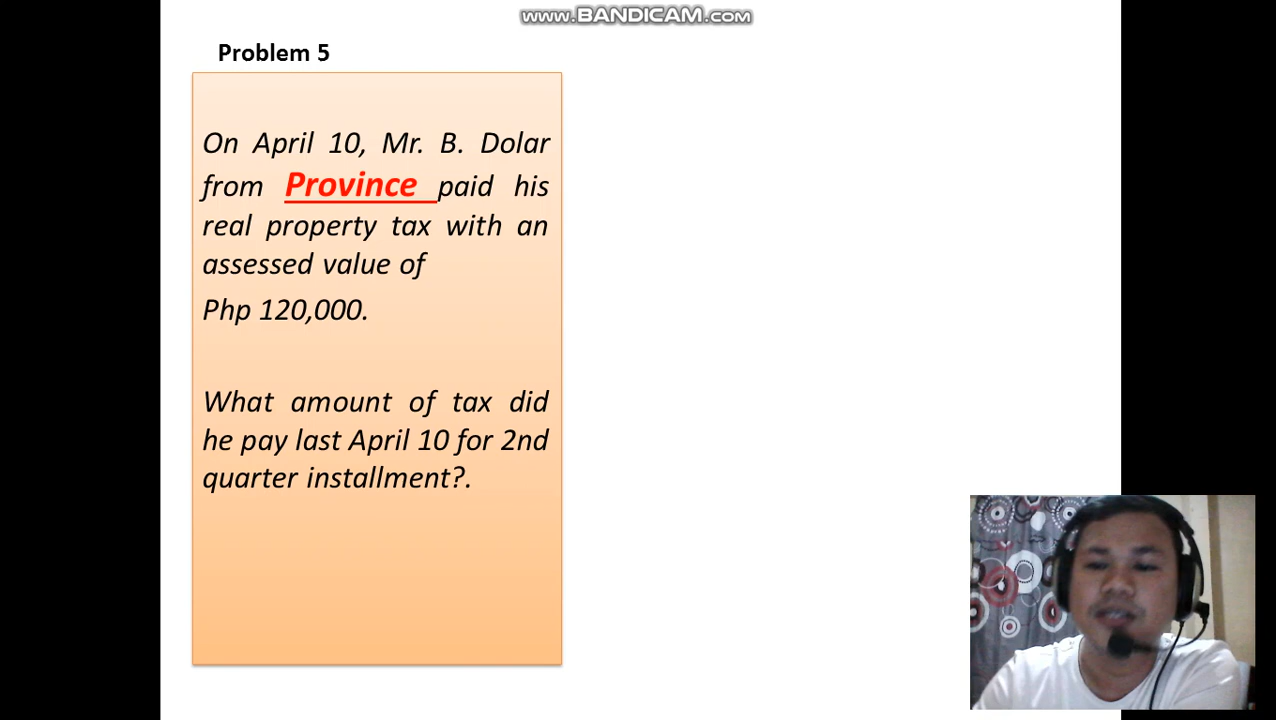 www.BANDICAM.com
Problem 5
On April 10, Mr. B. Dolar
from Province paid his
real property tax with an
assessed value of
Php 120,000.
What amount of tax did
he pay last April 10 for 2nd
quarter installment?.